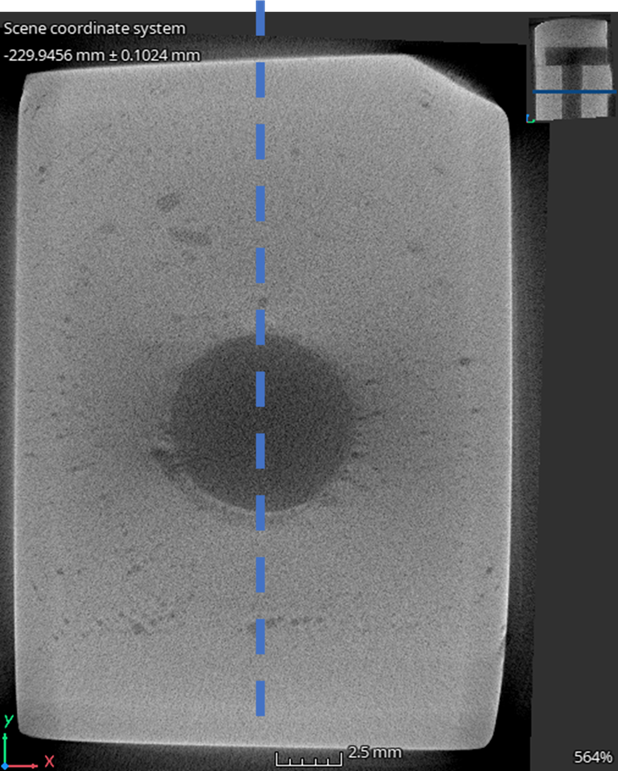 Scene coordinate system
-229.9456 mm ± 0.1024 mm
y
x
2.5 mm
564%